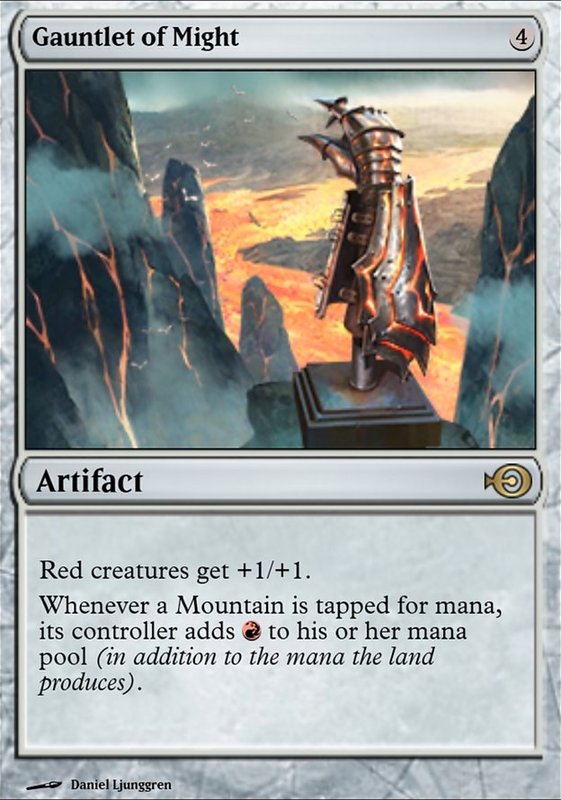 Gauntlet of Might 4
Artifact
Red creatures get +1/+1.
Whenever a Mountain is tapped for mana,
its controller adds to his or her mana
pool (in addition to the mana the land
produces).
Daniel Ljunggren